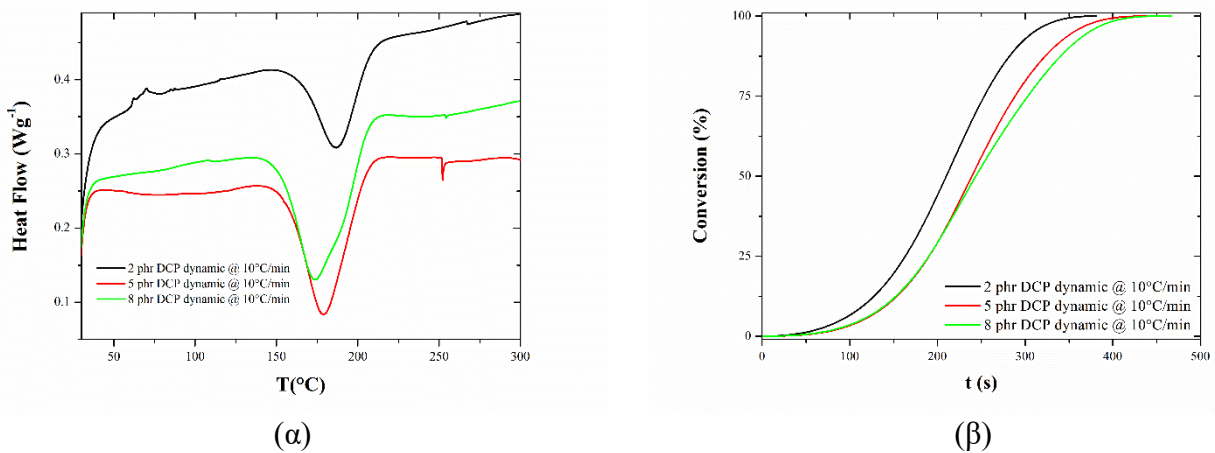 Heat Flow (Wg⁻¹)
0.4
0.3
0.2
0.1
2 phr DCP dynamic @ 10°C/min
5 phr DCP dynamic @ 10°C/min
8 phr DCP dynamic @ 10°C/min
50 100 150 200 250 300
T(°C)
(α)
Conversion (%)
100
75
50
25
0
2 phr DCP dynamic @ 10°C/min
5 phr DCP dynamic @ 10°C/min
8 phr DCP dynamic @ 10°C/min
0 100 200 300 400 500
t (s)
(β)